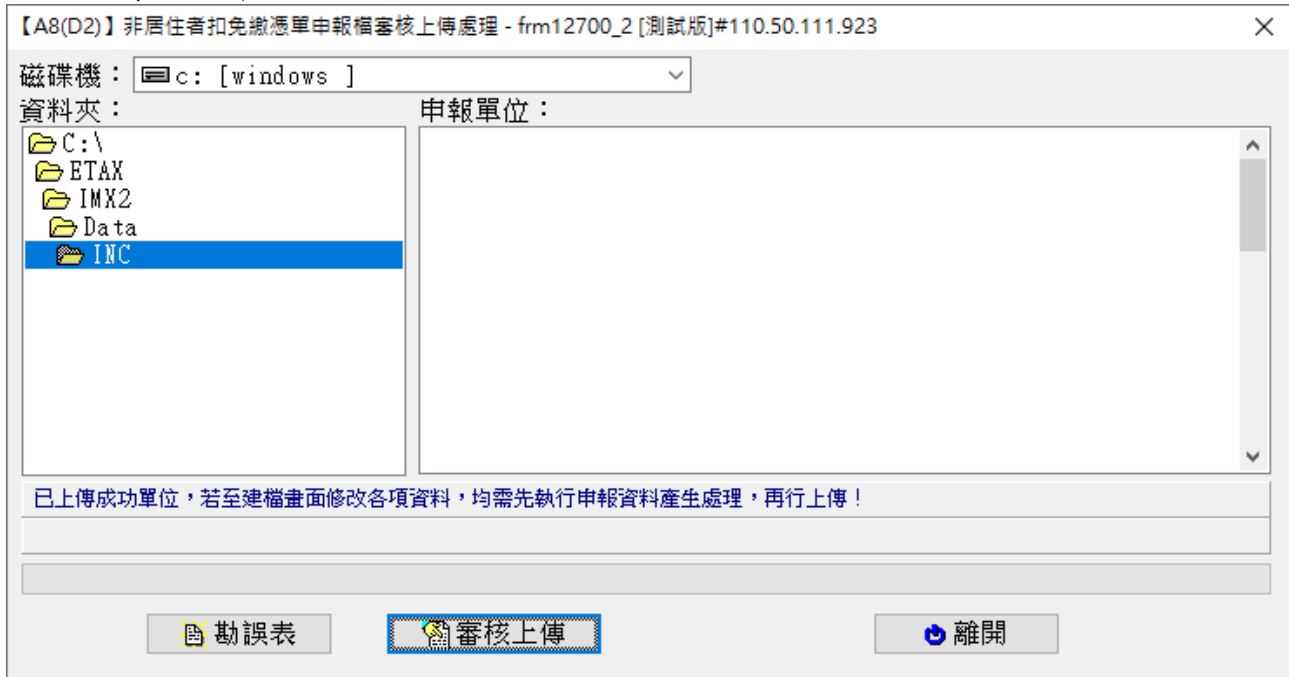 【A8(D2)】非居住者扣免繳憑單申報檔審核上傳處理 - frm12700_2 [測試版]#110.50.111.923
磁碟機：c: [windows ]
資料夾：
申報單位：
C:\
ETAX
IMX2
Data
INC
已上傳成功單位，若至建檔畫面修改各項資料，均需先執行申報資料產生處理，再行上傳！
勘誤表
審核上傳
離開